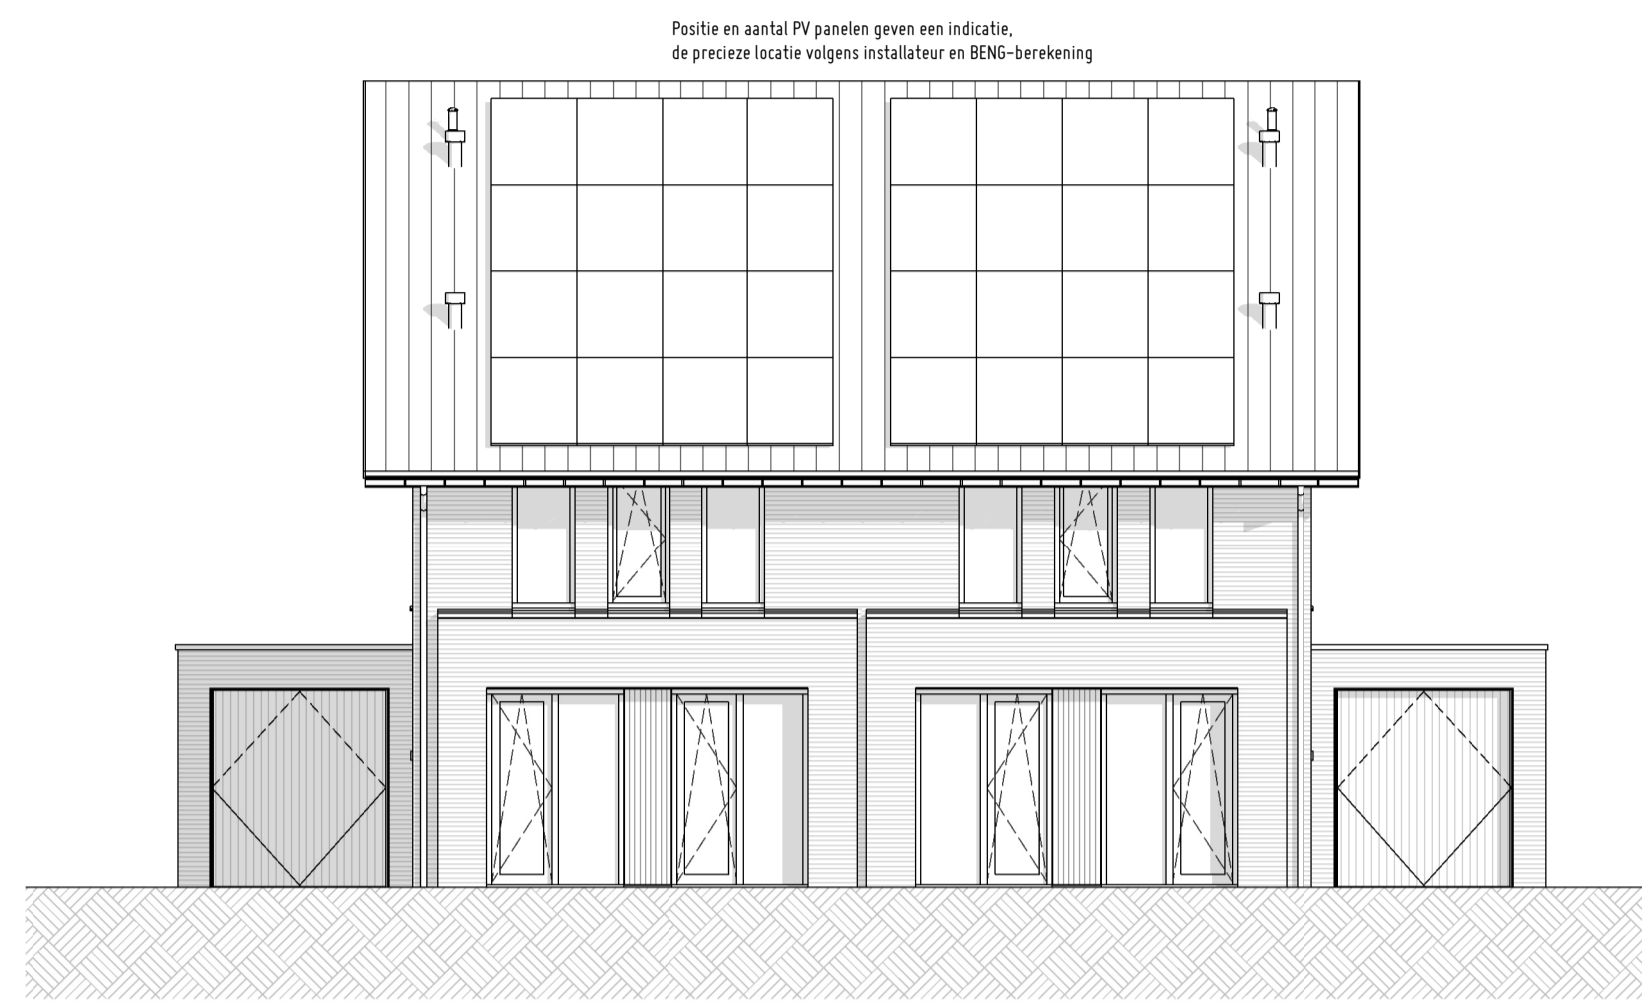 Positie en aantal PV panelen geven een indicatie,
de precieze locatie volgens installateur en BENG-berekening